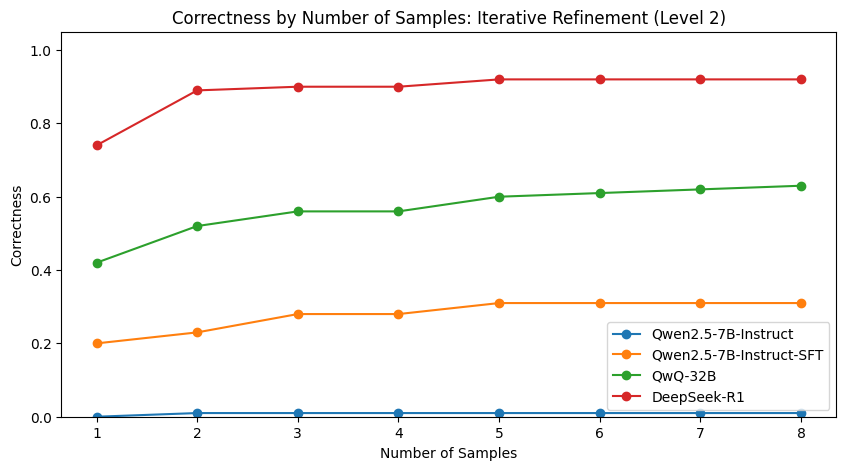 Correctness by Number of Samples: Iterative Refinement (Level 2)
Correctness
1.0
0.8
0.6
0.4
0.2
0.0
1 2 3 4 5 6 7 8
Number of Samples
Qwen2.5-7B-Instruct
Qwen2.5-7B-Instruct-SFT
QwQ-32B
DeepSeek-R1